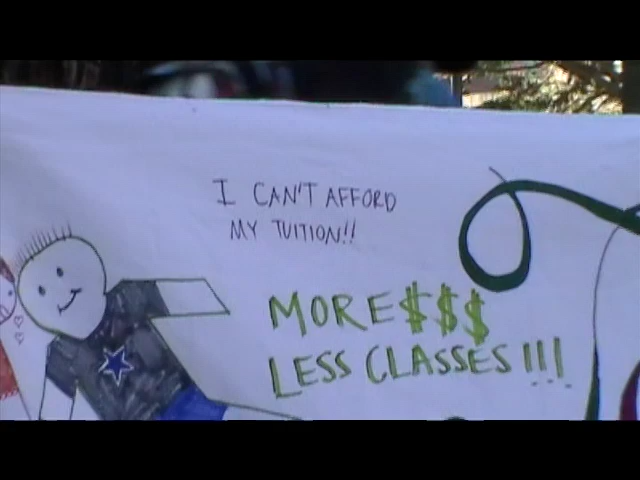 I CAN'T AFFORD
MY TUITION!!
MORE $$$
LESS CLASSES!!!